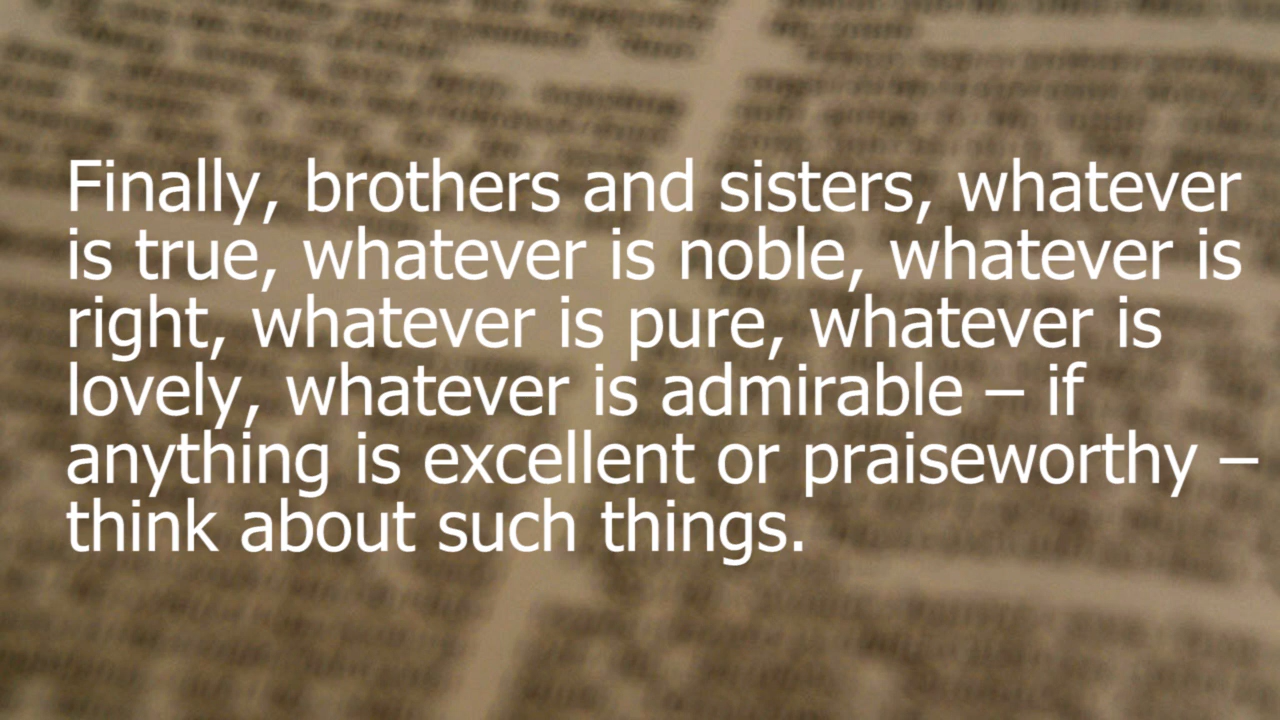 Finally, brothers and sisters, whatever
is true, whatever is noble, whatever is
right, whatever is pure, whatever is
lovely, whatever is admirable – if
anything is excellent or praiseworthy –
think about such things.